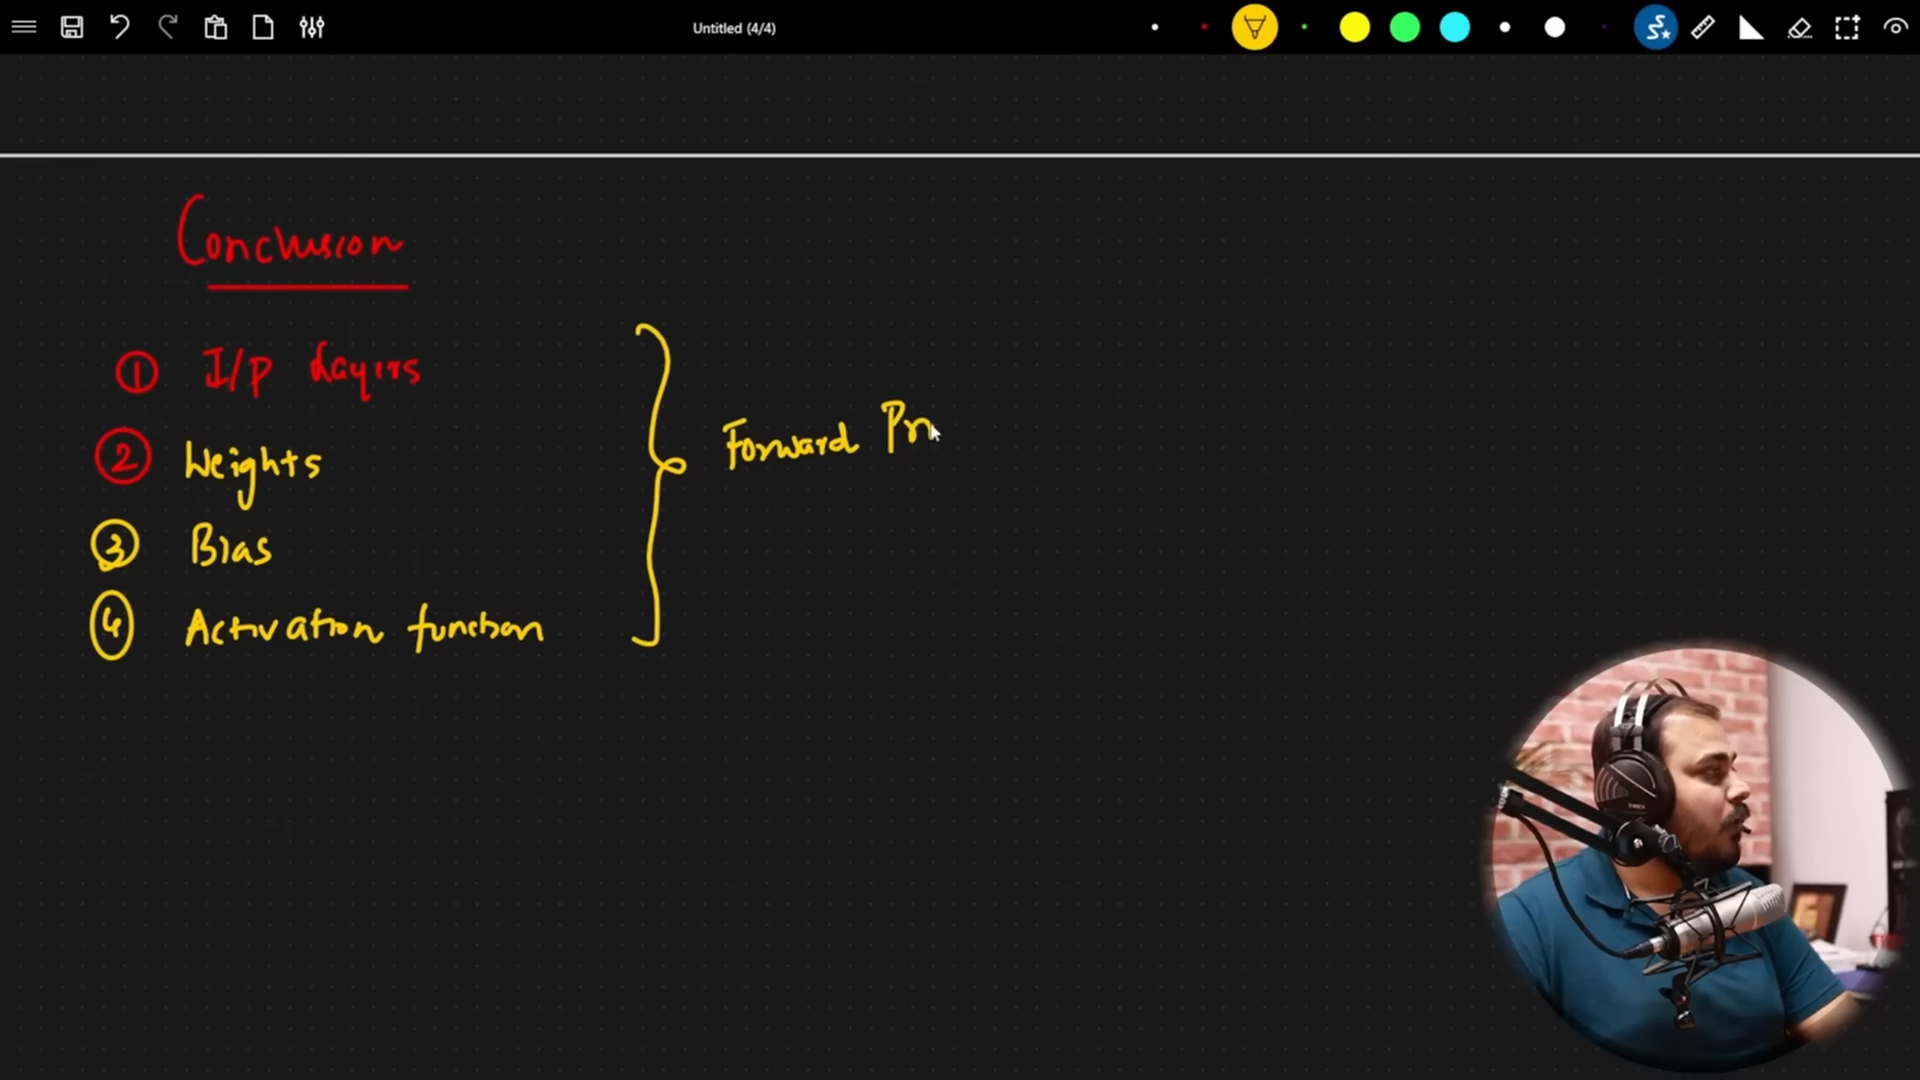 Untitled (4/4)
Conclusion
① I/p Layers
② Weights
③ Bias
④ Activation function
Forward Pr